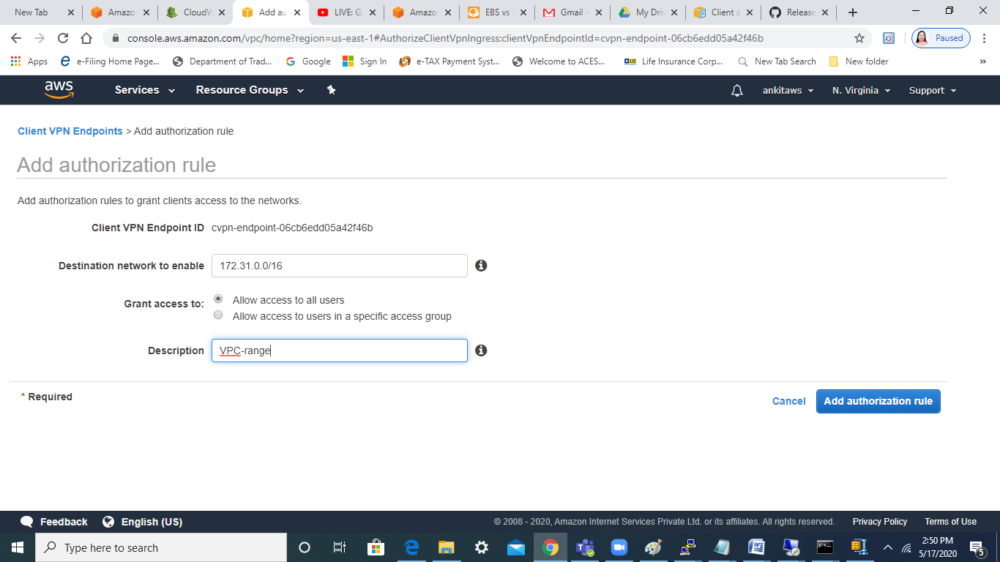 New Tab
Amazo
CloudW
Add au
LIVE: G
Amazo
EBS vs
Gmail -
My Driv
Client a
Release
console.aws.amazon.com/vpc/home?region=us-east-1#AuthorizeClientVpnIngress:clientVpnEndpointId=cvpn-endpoint-06cb6edd05a42f46b
Paused
Apps
e-Filing Home Page...
Department of Trad...
Google
Sign In
e-TAX Payment Syst...
Welcome to ACES...
LIC
Life Insurance Corp...
New Tab Search
New folder
»
aws
Services
Resource Groups
ankitaws
N. Virginia
Support
Client VPN Endpoints > Add authorization rule
Add authorization rule
Add authorization rules to grant clients access to the networks.
Client VPN Endpoint ID cvpn-endpoint-06cb6edd05a42f46b
Destination network to enable 172.31.0.0/16
Grant access to: Allow access to all users
Allow access to users in a specific access group
Description VPC-range
* Required
Cancel
Add authorization rule
Feedback
English (US)
© 2008 - 2020, Amazon Internet Services Private Ltd. or its affiliates. All rights reserved.
Privacy Policy
Terms of Use
Type here to search
2:50 PM
5/17/2020
5